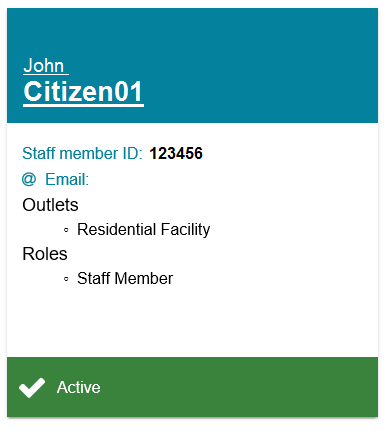 John
Citizen01
Staff member ID: 123456
@ Email:
Outlets
◦ Residential Facility
Roles
◦ Staff Member
Active